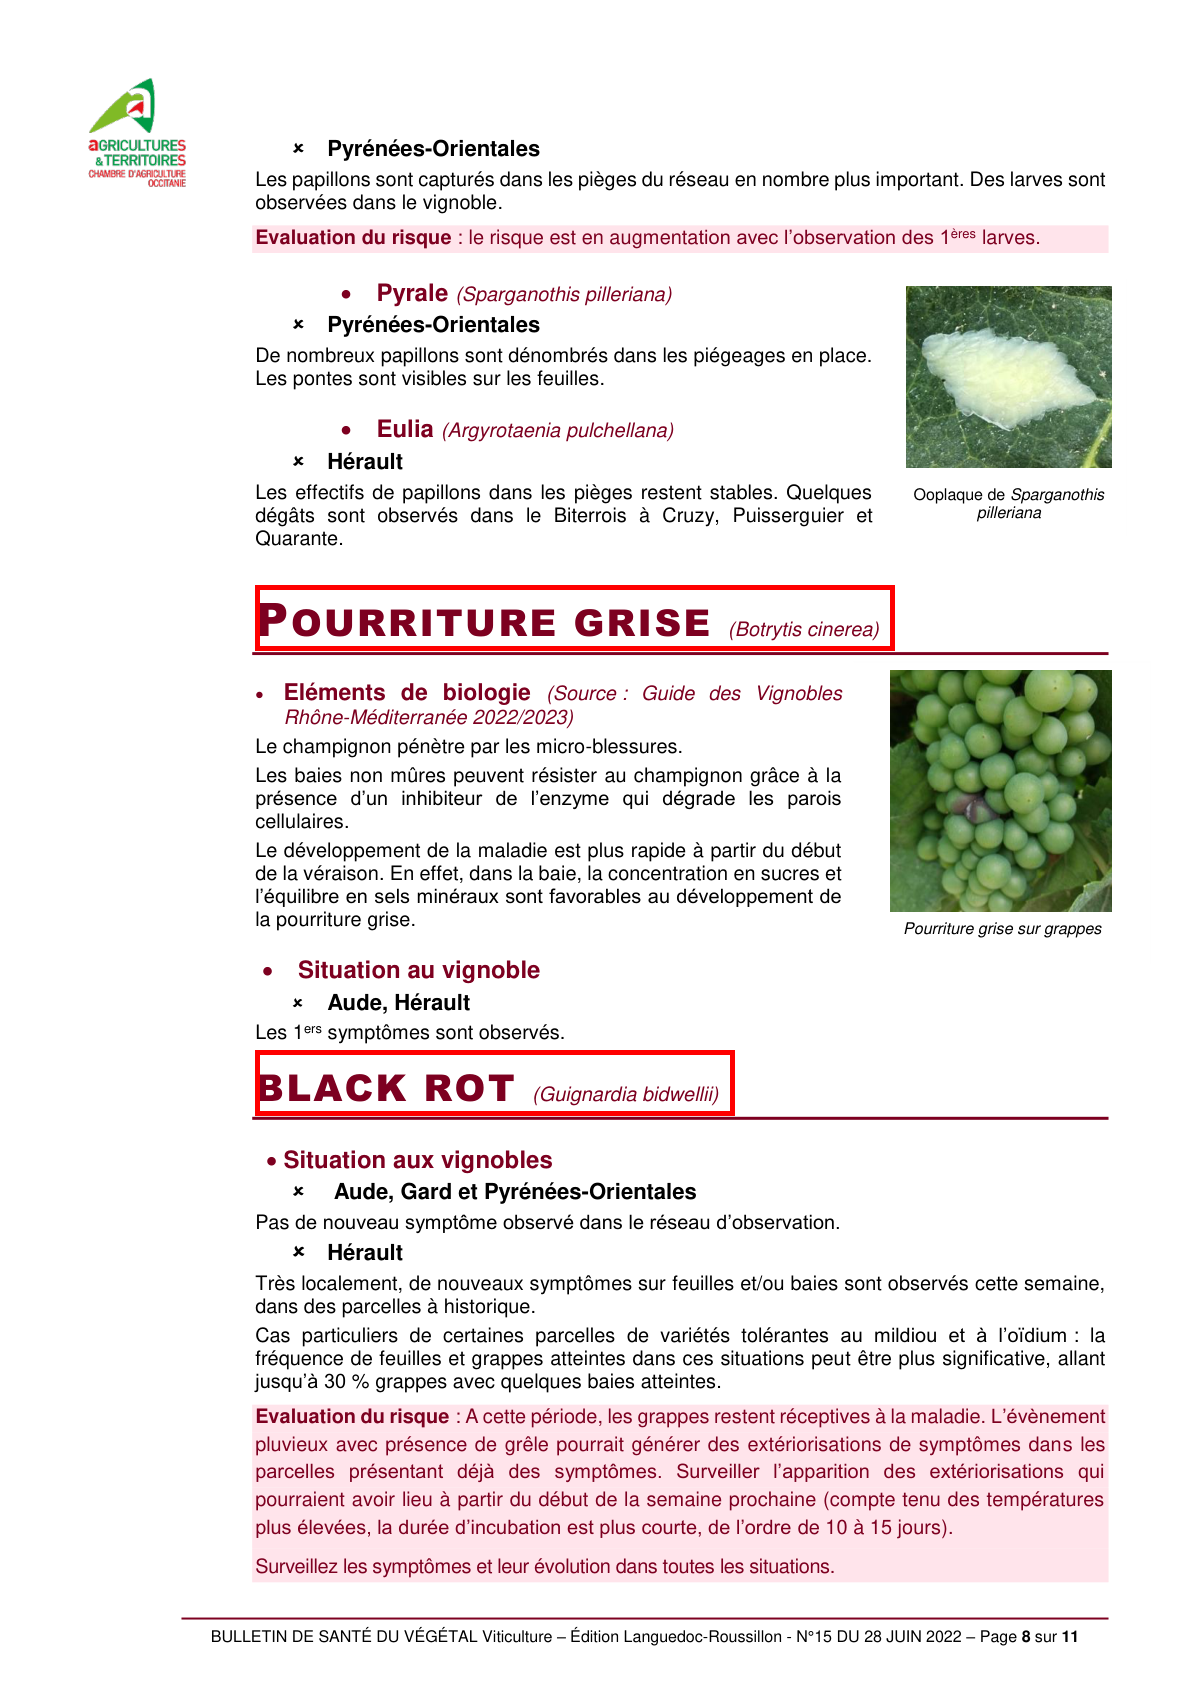 aGRICULTURES
& TERRITOIRES
CHAMBRE D'AGRICULTURE
OCCITANIE
× Pyrénées-Orientales
Les papillons sont capturés dans les pièges du réseau en nombre plus important. Des larves sont
observées dans le vignoble.
Evaluation du risque : le risque est en augmentation avec l'observation des 1ères larves.
• Pyrale (Sparganothis pilleriana)
× Pyrénées-Orientales
De nombreux papillons sont dénombrés dans les piégeages en place.
Les pontes sont visibles sur les feuilles.
• Eulia (Argyrotaenia pulchellana)
× Hérault
Les effectifs de papillons dans les pièges restent stables. Quelques
dégâts sont observés dans le Biterrois à Cruzy, Puisserguier et
Quarante.
Ooplaque de Sparganothis
pilleriana
POURRITURE GRISE (Botrytis cinerea)
• Eléments de biologie (Source : Guide des Vignobles
Rhône-Méditerranée 2022/2023)
Le champignon pénètre par les micro-blessures.
Les baies non mûres peuvent résister au champignon grâce à la
présence d'un inhibiteur de l'enzyme qui dégrade les parois
cellulaires.
Le développement de la maladie est plus rapide à partir du début
de la véraison. En effet, dans la baie, la concentration en sucres et
l'équilibre en sels minéraux sont favorables au développement de
la pourriture grise.
Pourriture grise sur grappes
• Situation au vignoble
× Aude, Hérault
Les 1ers symptômes sont observés.
BLACK ROT (Guignardia bidwellii)
• Situation aux vignobles
× Aude, Gard et Pyrénées-Orientales
Pas de nouveau symptôme observé dans le réseau d'observation.
× Hérault
Très localement, de nouveaux symptômes sur feuilles et/ou baies sont observés cette semaine,
dans des parcelles à historique.
Cas particuliers de certaines parcelles de variétés tolérantes au mildiou et à l'oïdium : la
fréquence de feuilles et grappes atteintes dans ces situations peut être plus significative, allant
jusqu'à 30 % grappes avec quelques baies atteintes.
Evaluation du risque : A cette période, les grappes restent réceptives à la maladie. L'évènement
pluvieux avec présence de grêle pourrait générer des extériorisations de symptômes dans les
parcelles présentant déjà des symptômes. Surveiller l'apparition des extériorisations qui
pourraient avoir lieu à partir du début de la semaine prochaine (compte tenu des températures
plus élevées, la durée d'incubation est plus courte, de l'ordre de 10 à 15 jours).
Surveillez les symptômes et leur évolution dans toutes les situations.
BULLETIN DE SANTÉ DU VÉGÉTAL Viticulture – Édition Languedoc-Roussillon - N°15 DU 28 JUIN 2022 – Page 8 sur 11